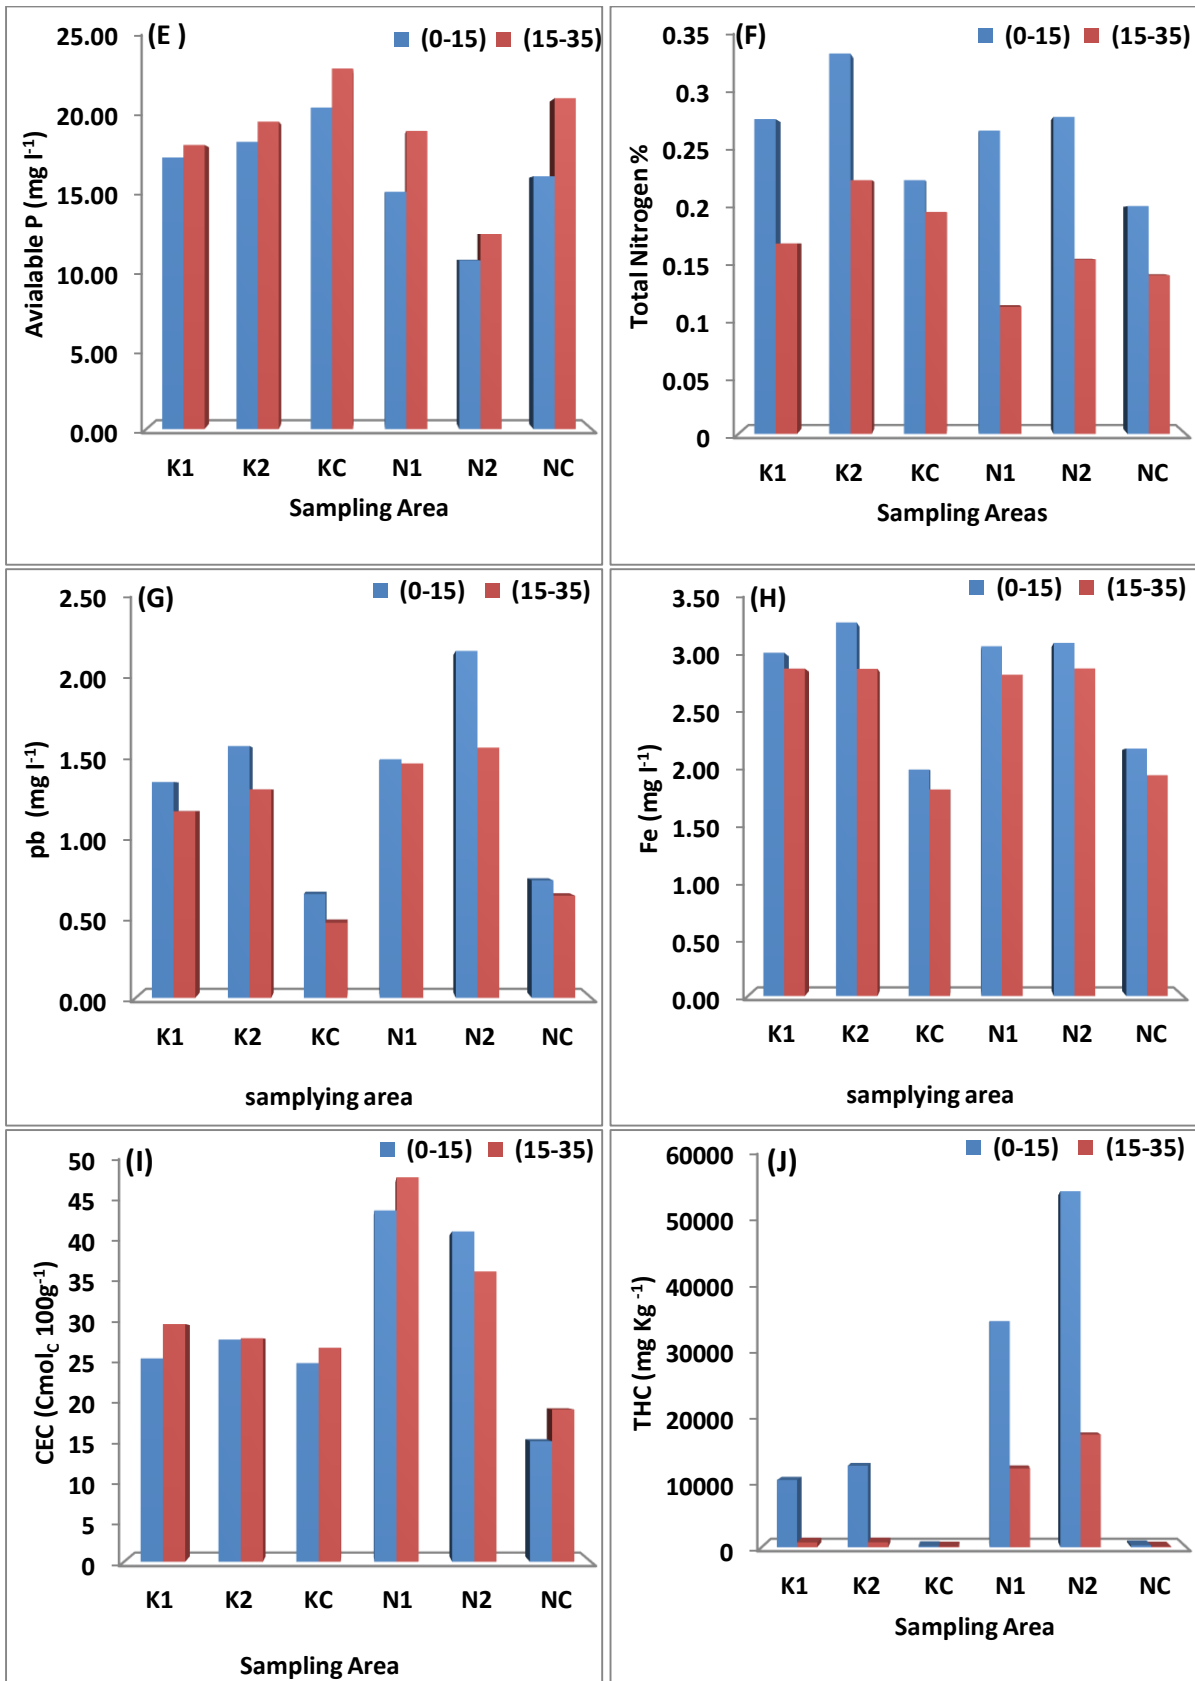 (E )
(0-15) (15-35)
25.00
20.00
15.00
10.00
5.00
0.00
Avialable P (mg l-1)
K1 K2 KC N1 N2 NC
Sampling Area
(F)
(0-15) (15-35)
0.35
0.3
0.25
0.2
0.15
0.1
0.05
0
Total Nitrogen %
K1 K2 KC N1 N2 NC
Sampling Areas
(G)
(0-15) (15-35)
2.50
2.00
1.50
1.00
0.50
0.00
pb (mg l-1)
K1 K2 KC N1 N2 NC
samplying area
(H)
(0-15) (15-35)
3.50
3.00
2.50
2.00
1.50
1.00
0.50
0.00
Fe (mg l-1)
K1 K2 KC N1 N2 NC
samplying area
(I)
(0-15) (15-35)
50
45
40
35
30
25
20
15
10
5
0
CEC (CmolC 100g-1)
K1 K2 KC N1 N2 NC
Sampling Area
(J)
(0-15) (15-35)
60000
50000
40000
30000
20000
10000
0
THC (mg Kg -1)
K1 K2 KC N1 N2 NC
Sampling Area